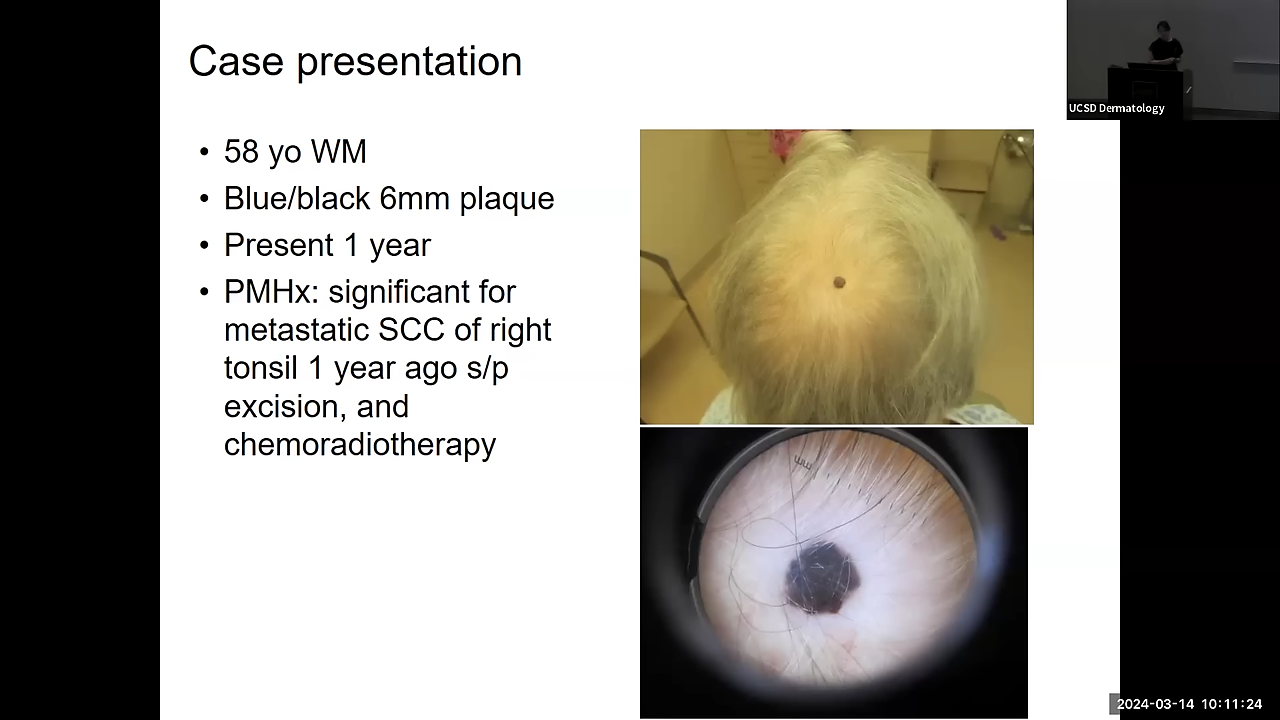 Case presentation
• 58 yo WM
• Blue/black 6mm plaque
• Present 1 year
• PMHx: significant for
metastatic SCC of right
tonsil 1 year ago s/p
excision, and
chemoradiotherapy
UCSD Dermatology
2024-03-14 10:11:24